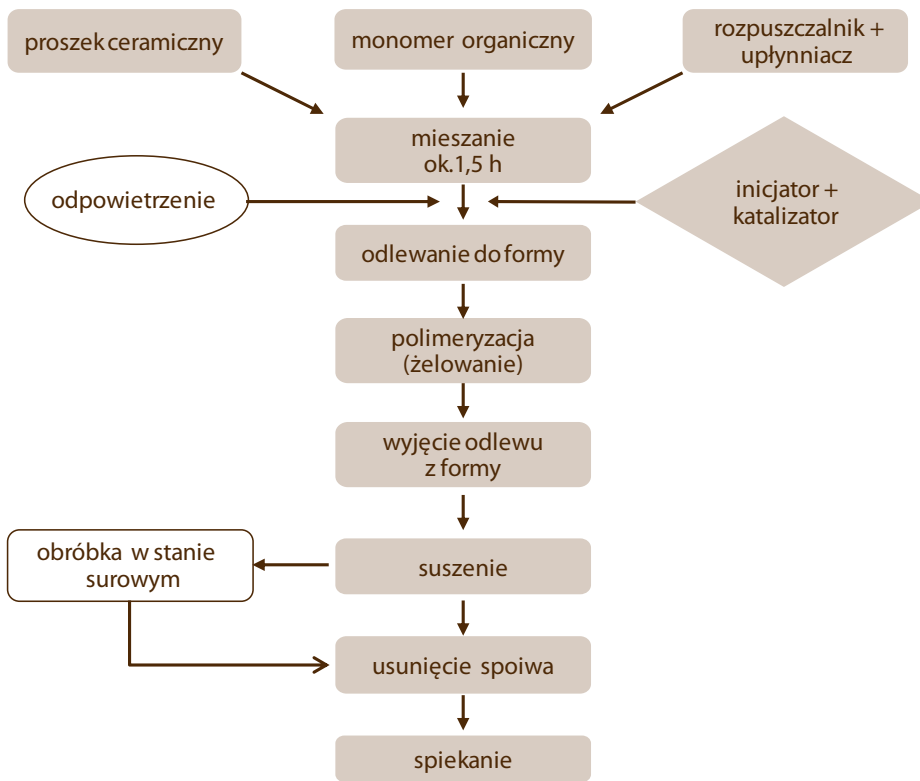 proszek ceramiczny
monomer organiczny
rozpuszczalnik +
upłynniacz
mieszanie
ok.1,5 h
odpowietrzenie
inicjator +
katalizator
odlewanie do formy
polimeryzacja
(żelowanie)
wyjęcie odlewu
z formy
obróbka w stanie
surowym
suszenie
usunięcie spoiwa
spiekanie